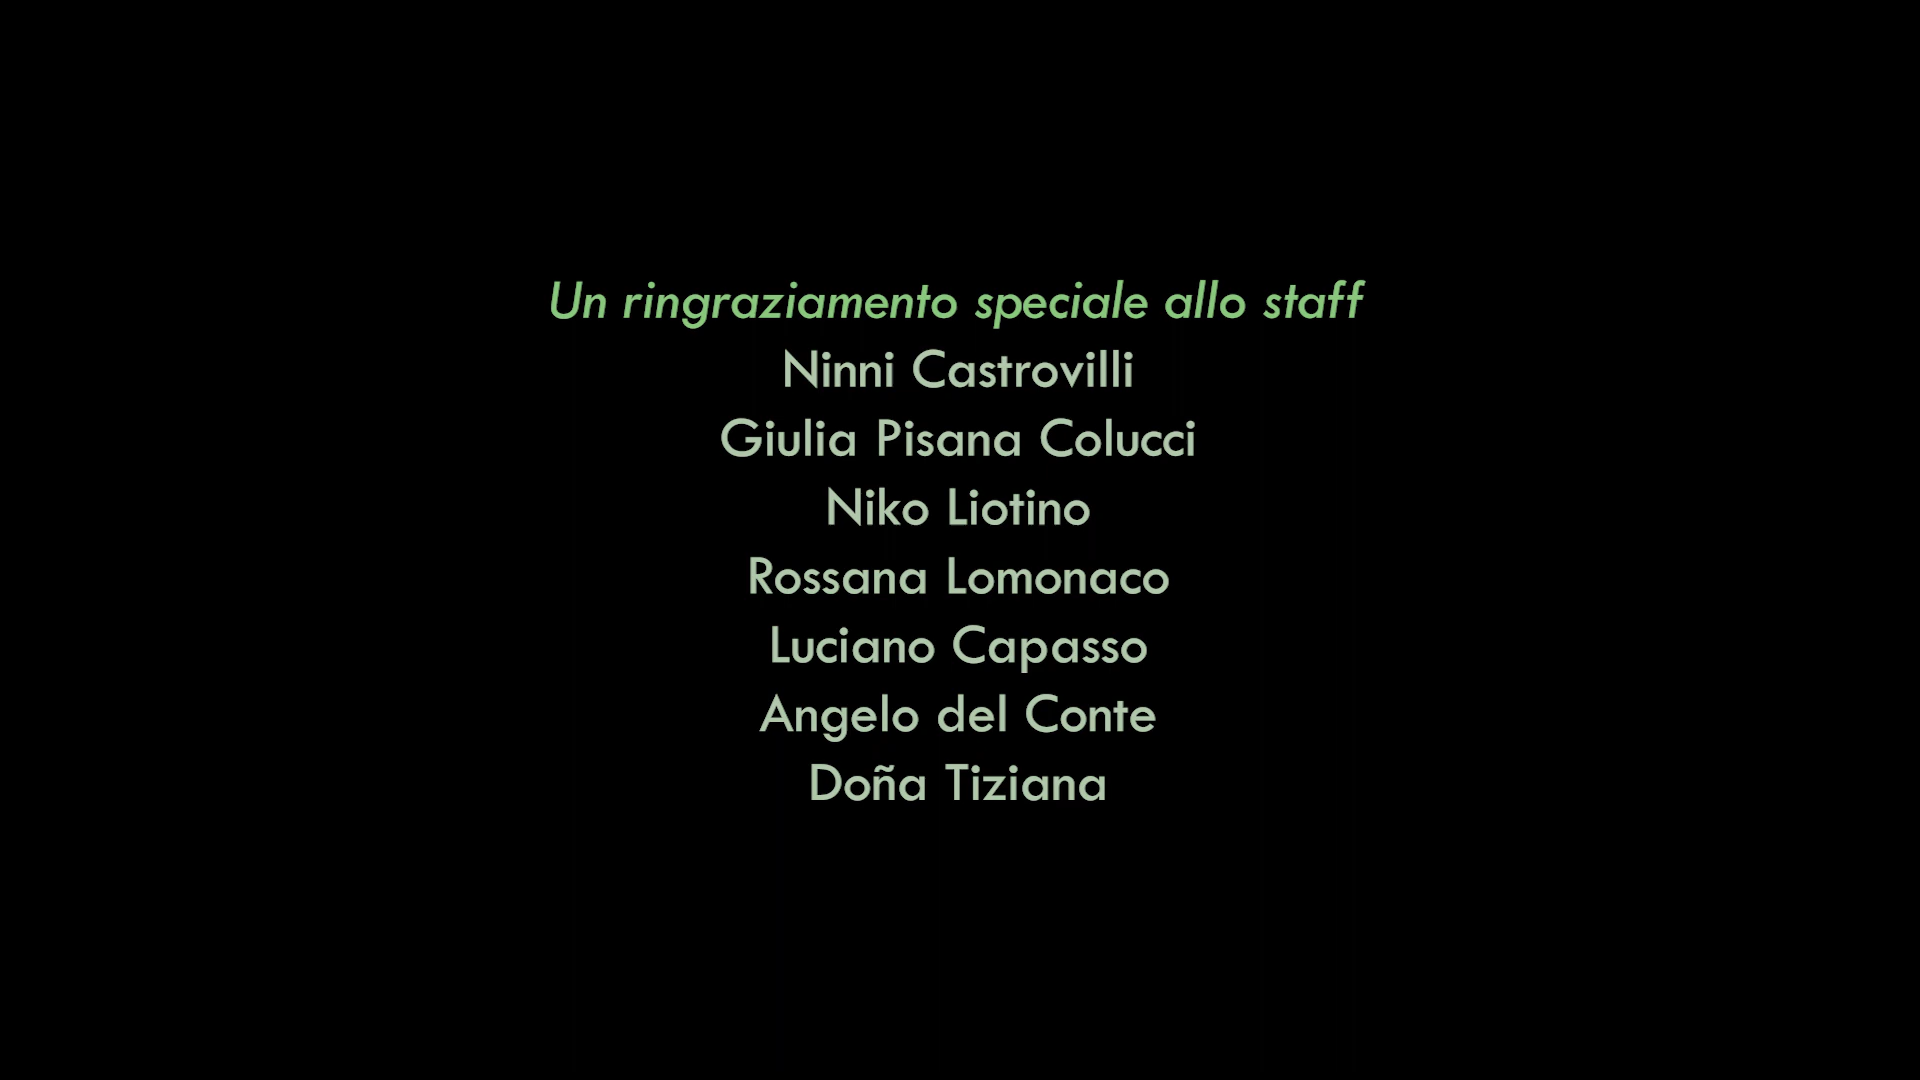 Un ringraziamento speciale allo staff
Ninni Castrovilli
Giulia Pisana Colucci
Niko Liotino
Rossana Lomonaco
Luciano Capasso
Angelo del Conte
Doña Tiziana